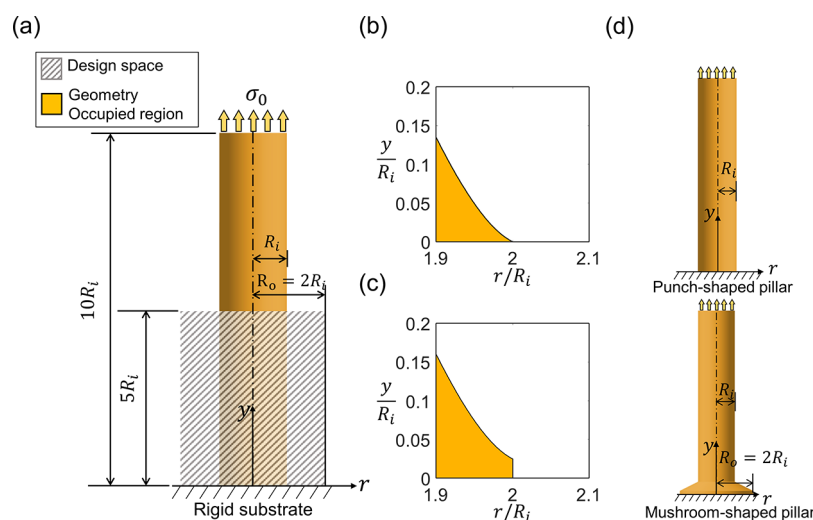 (a)
Design space
Geometry
Occupied region
σ₀
10Rᵢ
Rᵢ
Rₒ = 2Rᵢ
5Rᵢ
y
r
Rigid substrate
(b)
0.2
0.15
y/Rᵢ
0.1
0.05
0
1.9 2 2.1
r/Rᵢ
(c)
0.2
0.15
y/Rᵢ
0.1
0.05
0
1.9 2 2.1
r/Rᵢ
(d)
Rᵢ
y
r
Punch-shaped pillar
Rᵢ
y
Rₒ = 2Rᵢ
r
Mushroom-shaped pillar